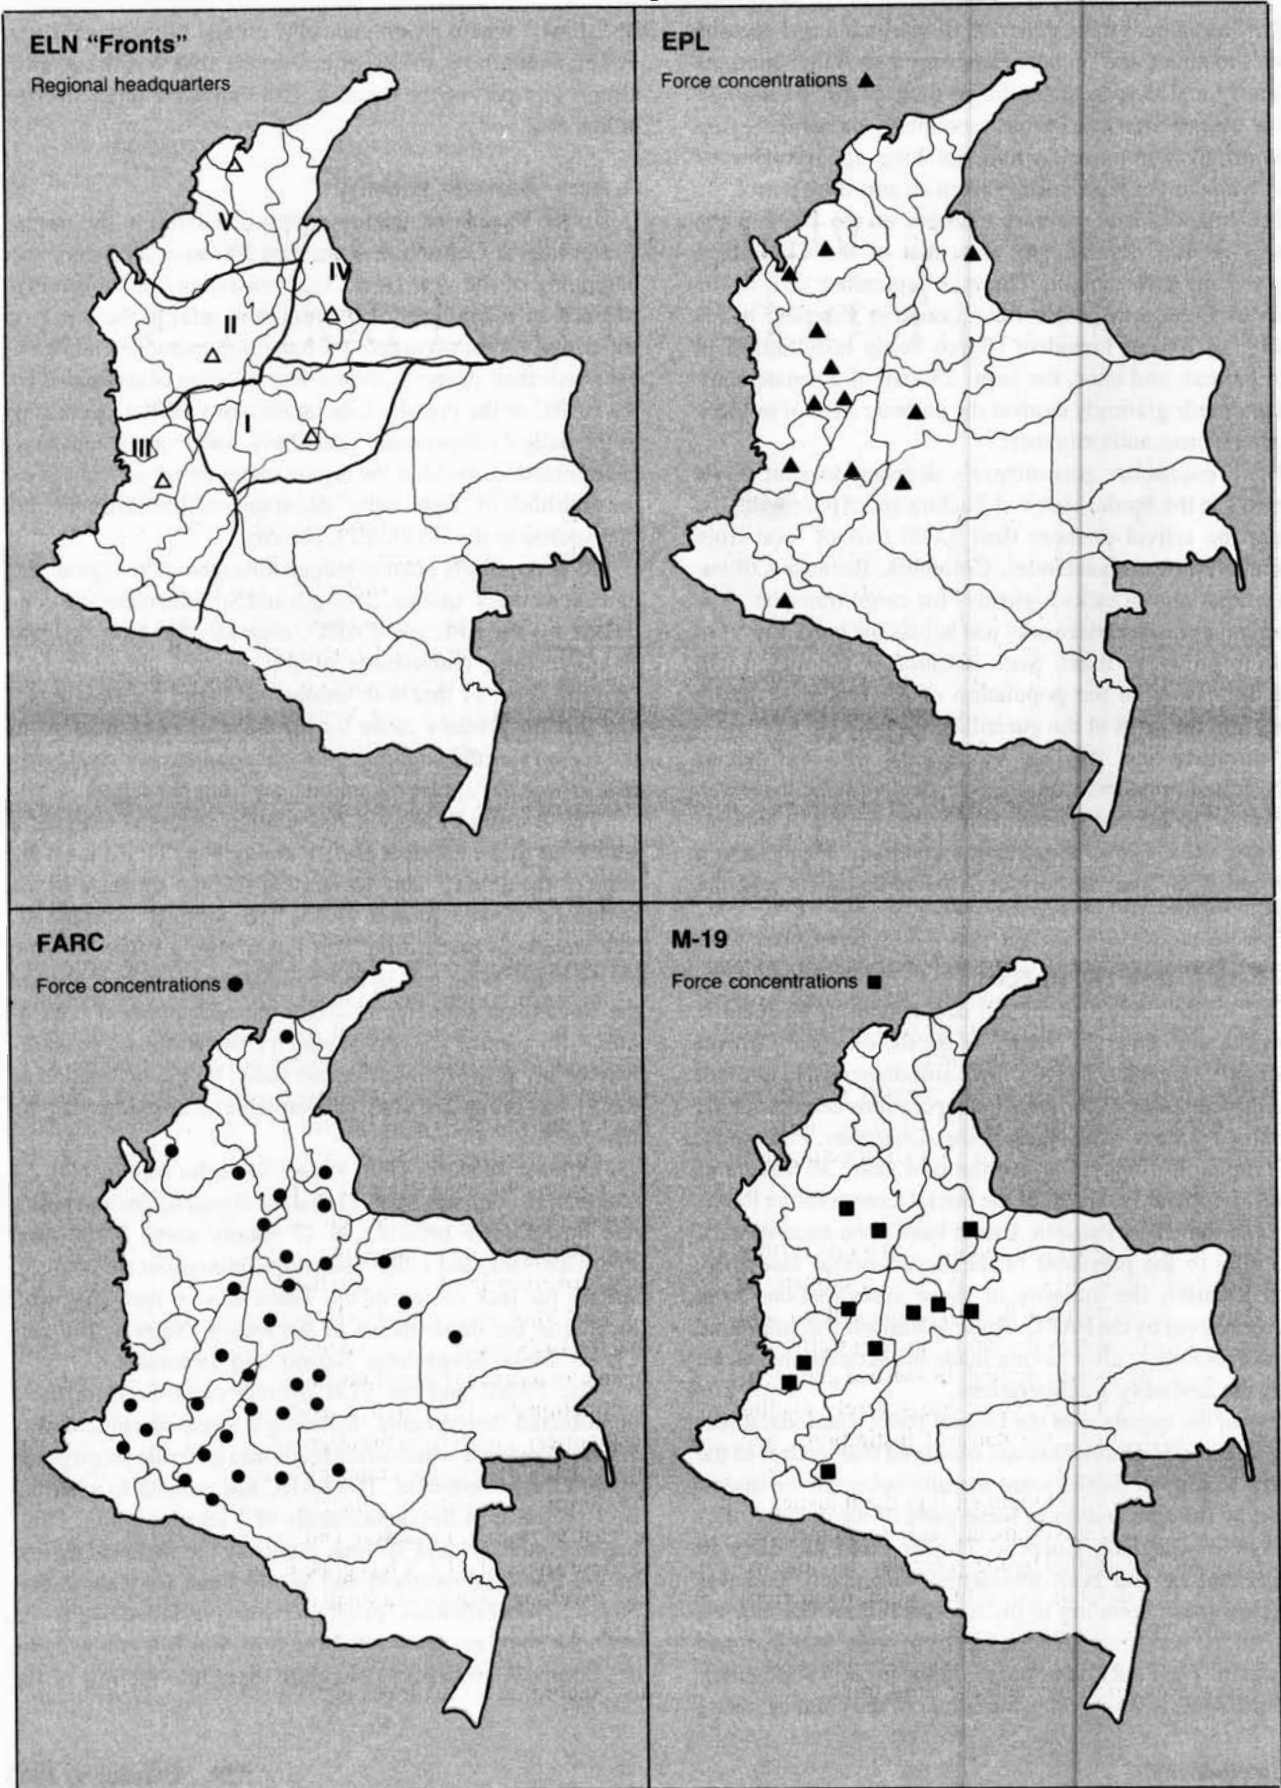 ELN “Fronts”
Regional headquarters
V
IV
II
I
III
EPL
Force concentrations ▲
FARC
Force concentrations ●
M-19
Force concentrations ■